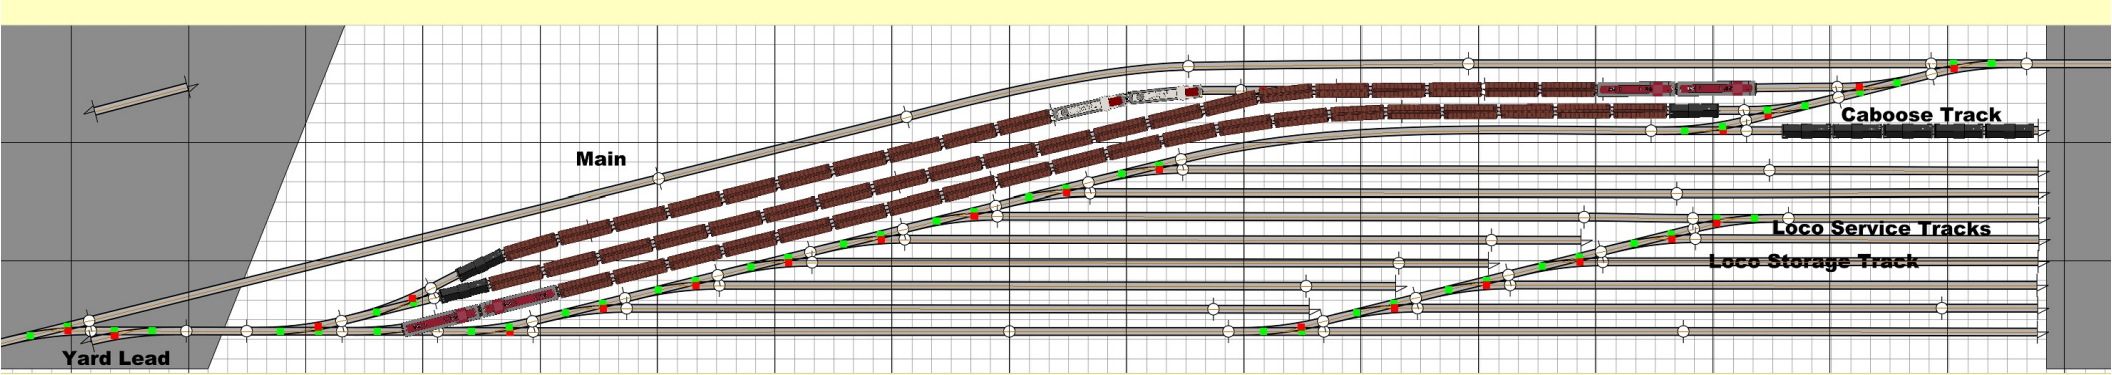 Main
Caboose Track
Loco Service Tracks
Loco Storage Track
Yard Lead